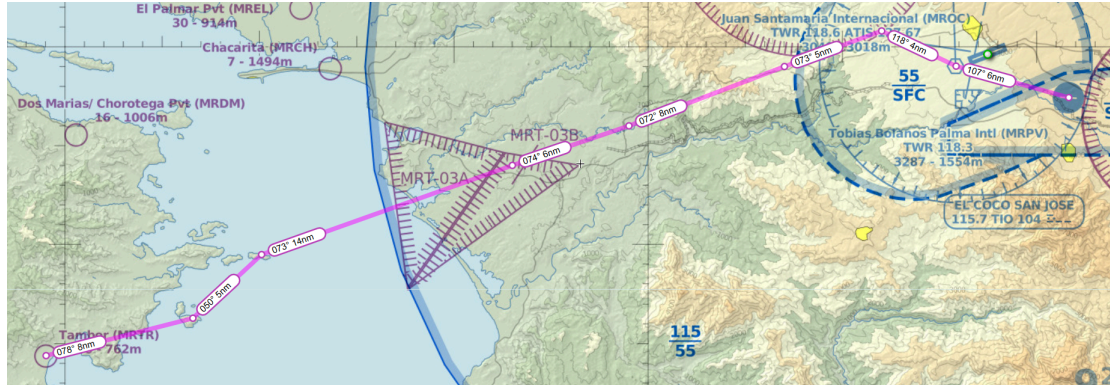 El Palmar Pvt (MREL)
30 - 914m
Chacarita (MRCH)
7 - 1494m
Dos Marias/ Chorotega Pvt (MRDM)
16 - 1006m
Juan Santamaria Internacional (MROC)
TWR 118.6 ATIS
3018m
118° 4nm
073° 5nm
107° 6nm
55
SFC
072° 8nm
Tobias Bolanos Palma Intl (MRPV)
TWR 118.3
3287 - 1554m
MRT-03B
074° 6nm
MRT-03A
EL COCO SAN JOSE
115.7 TIO 104
073° 14nm
050° 5nm
Tambor (MRTR)
762m
078° 8nm
115
55